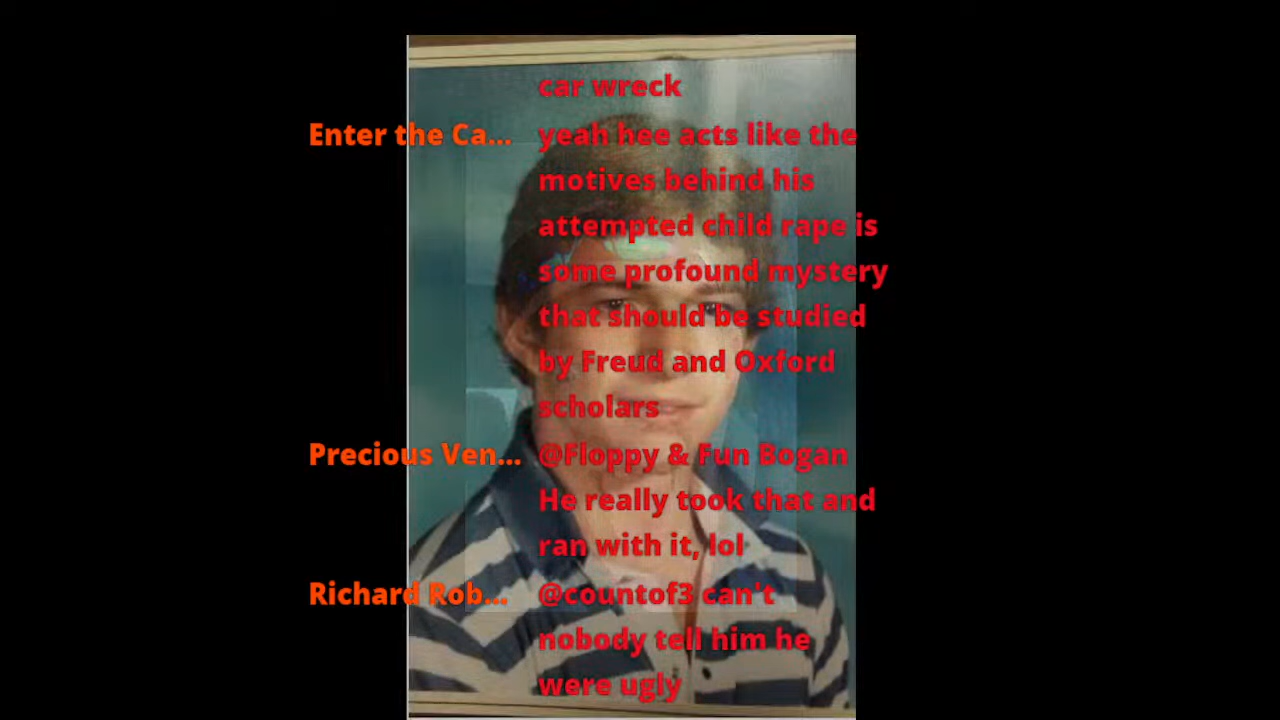 car wreck
Enter the Ca... yeah hee acts like the
motives behind his
attempted child rape is
some profound mystery
that should be studied
by Freud and Oxford
scholars
Precious Ven... @Floppy & Fun Bogan
He really took that and
ran with it, lol
Richard Rob... @countof3 can't
nobody tell him he
were ugly